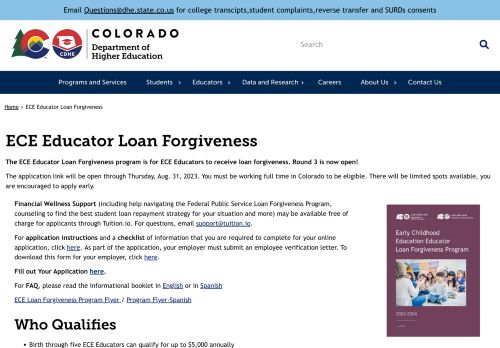 Email Questions@dhe.state.co.us for college transcipts,student complaints,reverse transfer and SURDs consents
CO
CDHE
COLORADO
Department of
Higher Education
Search
Programs and Services
Students
Educators
Data and Research
Careers
About Us
Contact Us
Home › ECE Educator Loan Forgiveness
ECE Educator Loan Forgiveness
The ECE Educator Loan Forgiveness program is for ECE Educators to receive loan forgiveness. Round 3 is now open!
The application link will be open through Thursday, Aug. 31, 2023. You must be working full time in Colorado to be eligible. There will be limited spots available, you
are encouraged to apply early.
Financial Wellness Support (including help navigating the Federal Public Service Loan Forgiveness Program,
counseling to find the best student loan repayment strategy for your situation and more) may be available free of
charge for applicants through Tuition.io. For questions, email support@tuition.io.
For application instructions and a checklist of information that you are required to complete for your online
application, click here. As part of the application, your employer must submit an employee verification letter. To
download this form for your employer, click here.
Fill out Your Application here.
For FAQ, please read the informational booklet in English or in Spanish
ECE Loan Forgiveness Program Flyer / Program Flyer-Spanish
Early Childhood
Education Educator
Loan Forgiveness Program
2023-2024
Who Qualifies
• Birth through five ECE Educators can qualify for up to $5,000 annually